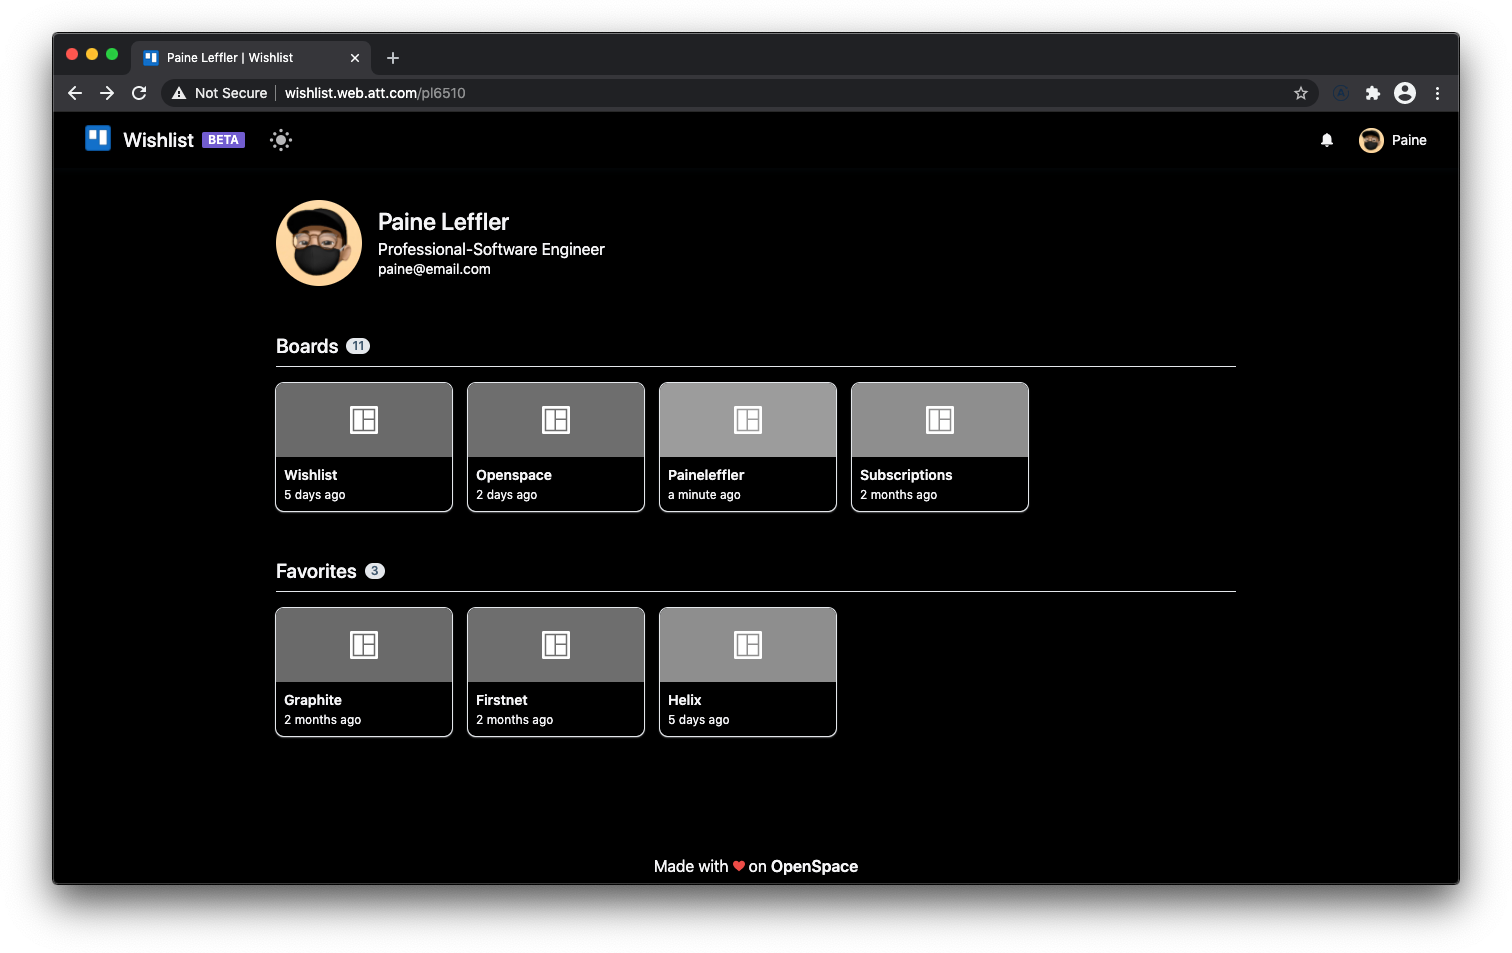 Paine Leffler | Wishlist
Not Secure wishlist.web.att.com/pl6510
Wishlist BETA
Paine
Paine Leffler
Professional-Software Engineer
paine@email.com
Boards 11
Wishlist
5 days ago
Openspace
2 days ago
Paineleffler
a minute ago
Subscriptions
2 months ago
Favorites 3
Graphite
2 months ago
Firstnet
2 months ago
Helix
5 days ago
Made with on OpenSpace